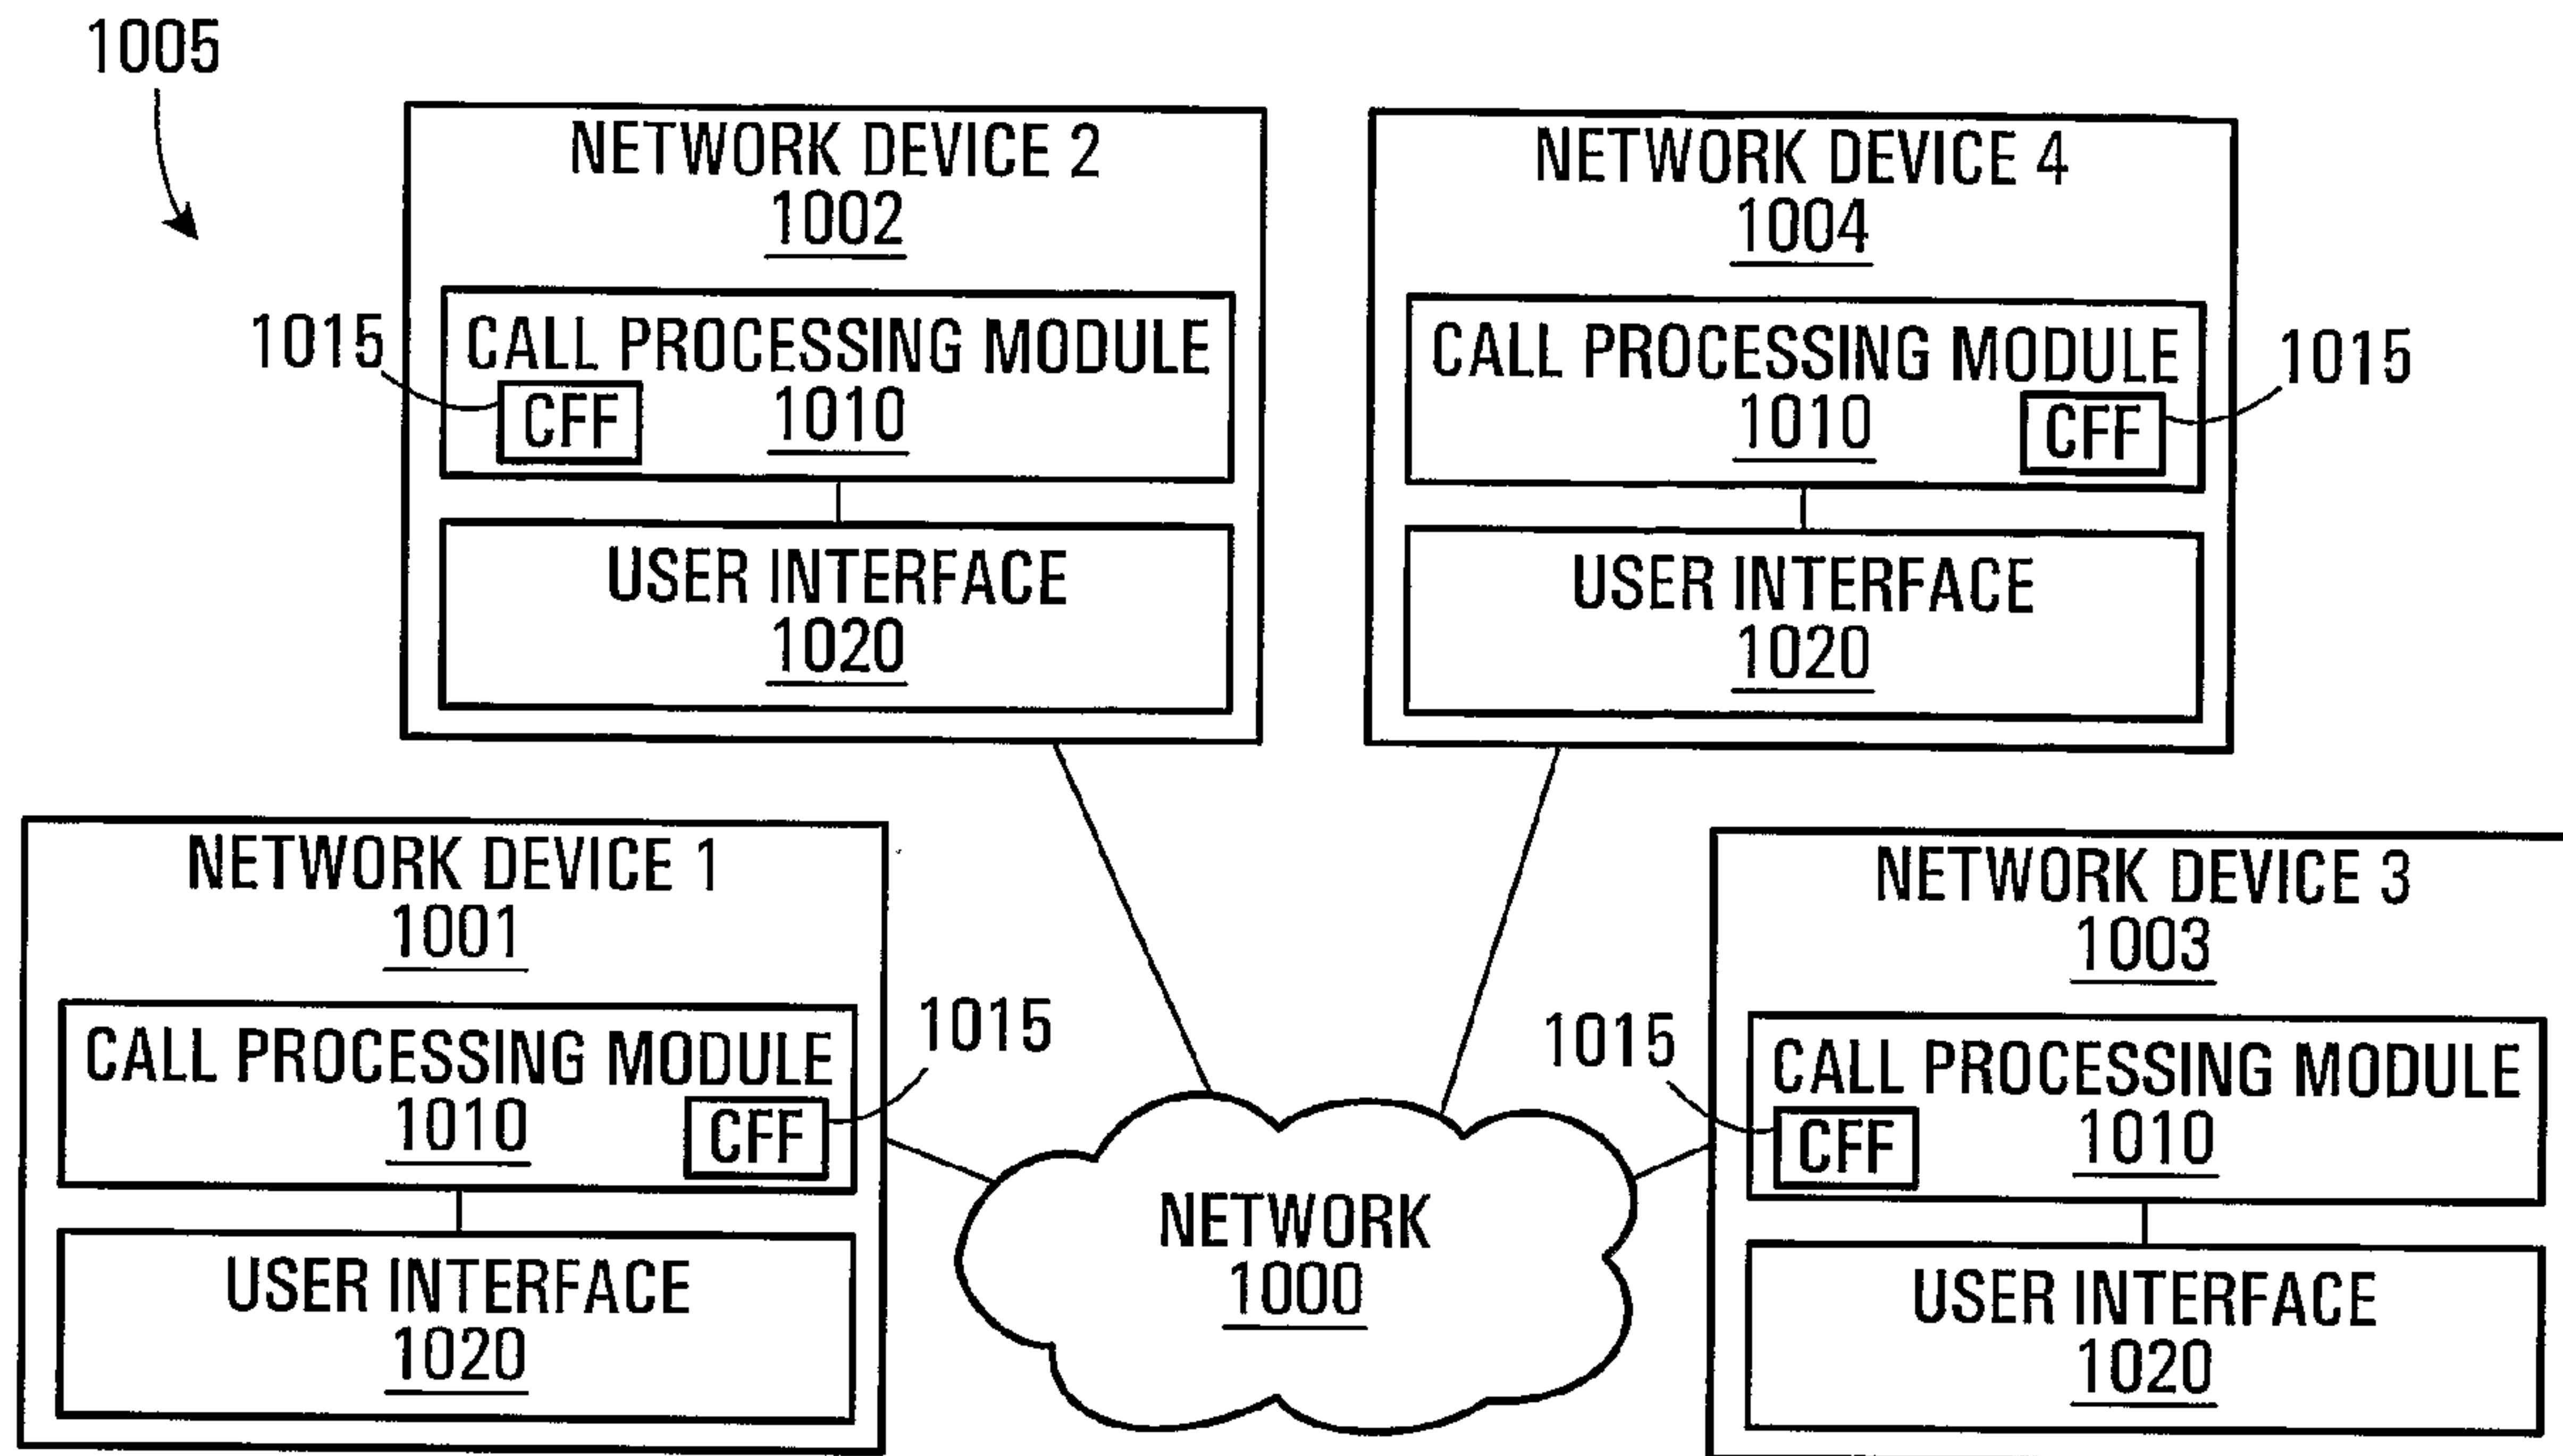 1005
NETWORK DEVICE 2
1002
1015
CALL PROCESSING MODULE
CFF
1010
USER INTERFACE
1020
NETWORK DEVICE 4
1004
CALL PROCESSING MODULE
1015
1010
CFF
USER INTERFACE
1020
NETWORK DEVICE 1
1001
1015
CALL PROCESSING MODULE
1010
CFF
USER INTERFACE
1020
NETWORK
1000
NETWORK DEVICE 3
1003
1015
CALL PROCESSING MODULE
CFF
1010
USER INTERFACE
1020